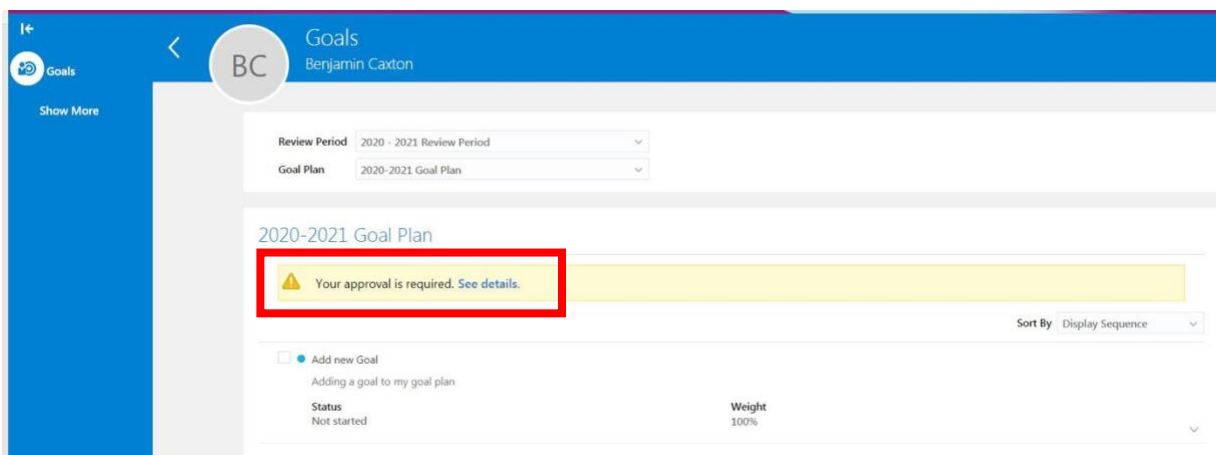 Goals
Show More
BC
Goals
Benjamin Caxton
Review Period 2020 - 2021 Review Period
Goal Plan 2020-2021 Goal Plan
2020-2021 Goal Plan
Your approval is required. See details.
Sort By Display Sequence
Add new Goal
Adding a goal to my goal plan
Status Weight
Not started 100%